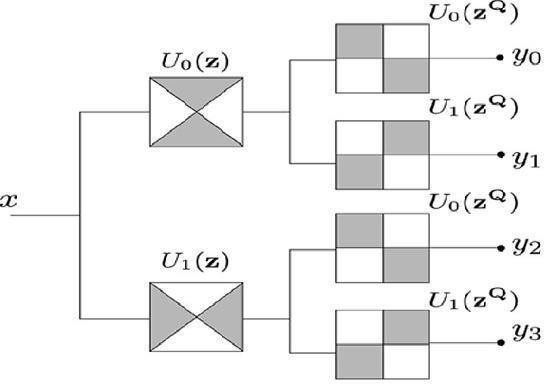 U₀(z^Q)
y₀
U₀(z)
U₁(z^Q)
y₁
x
U₀(z^Q)
y₂
U₁(z)
U₁(z^Q)
y₃